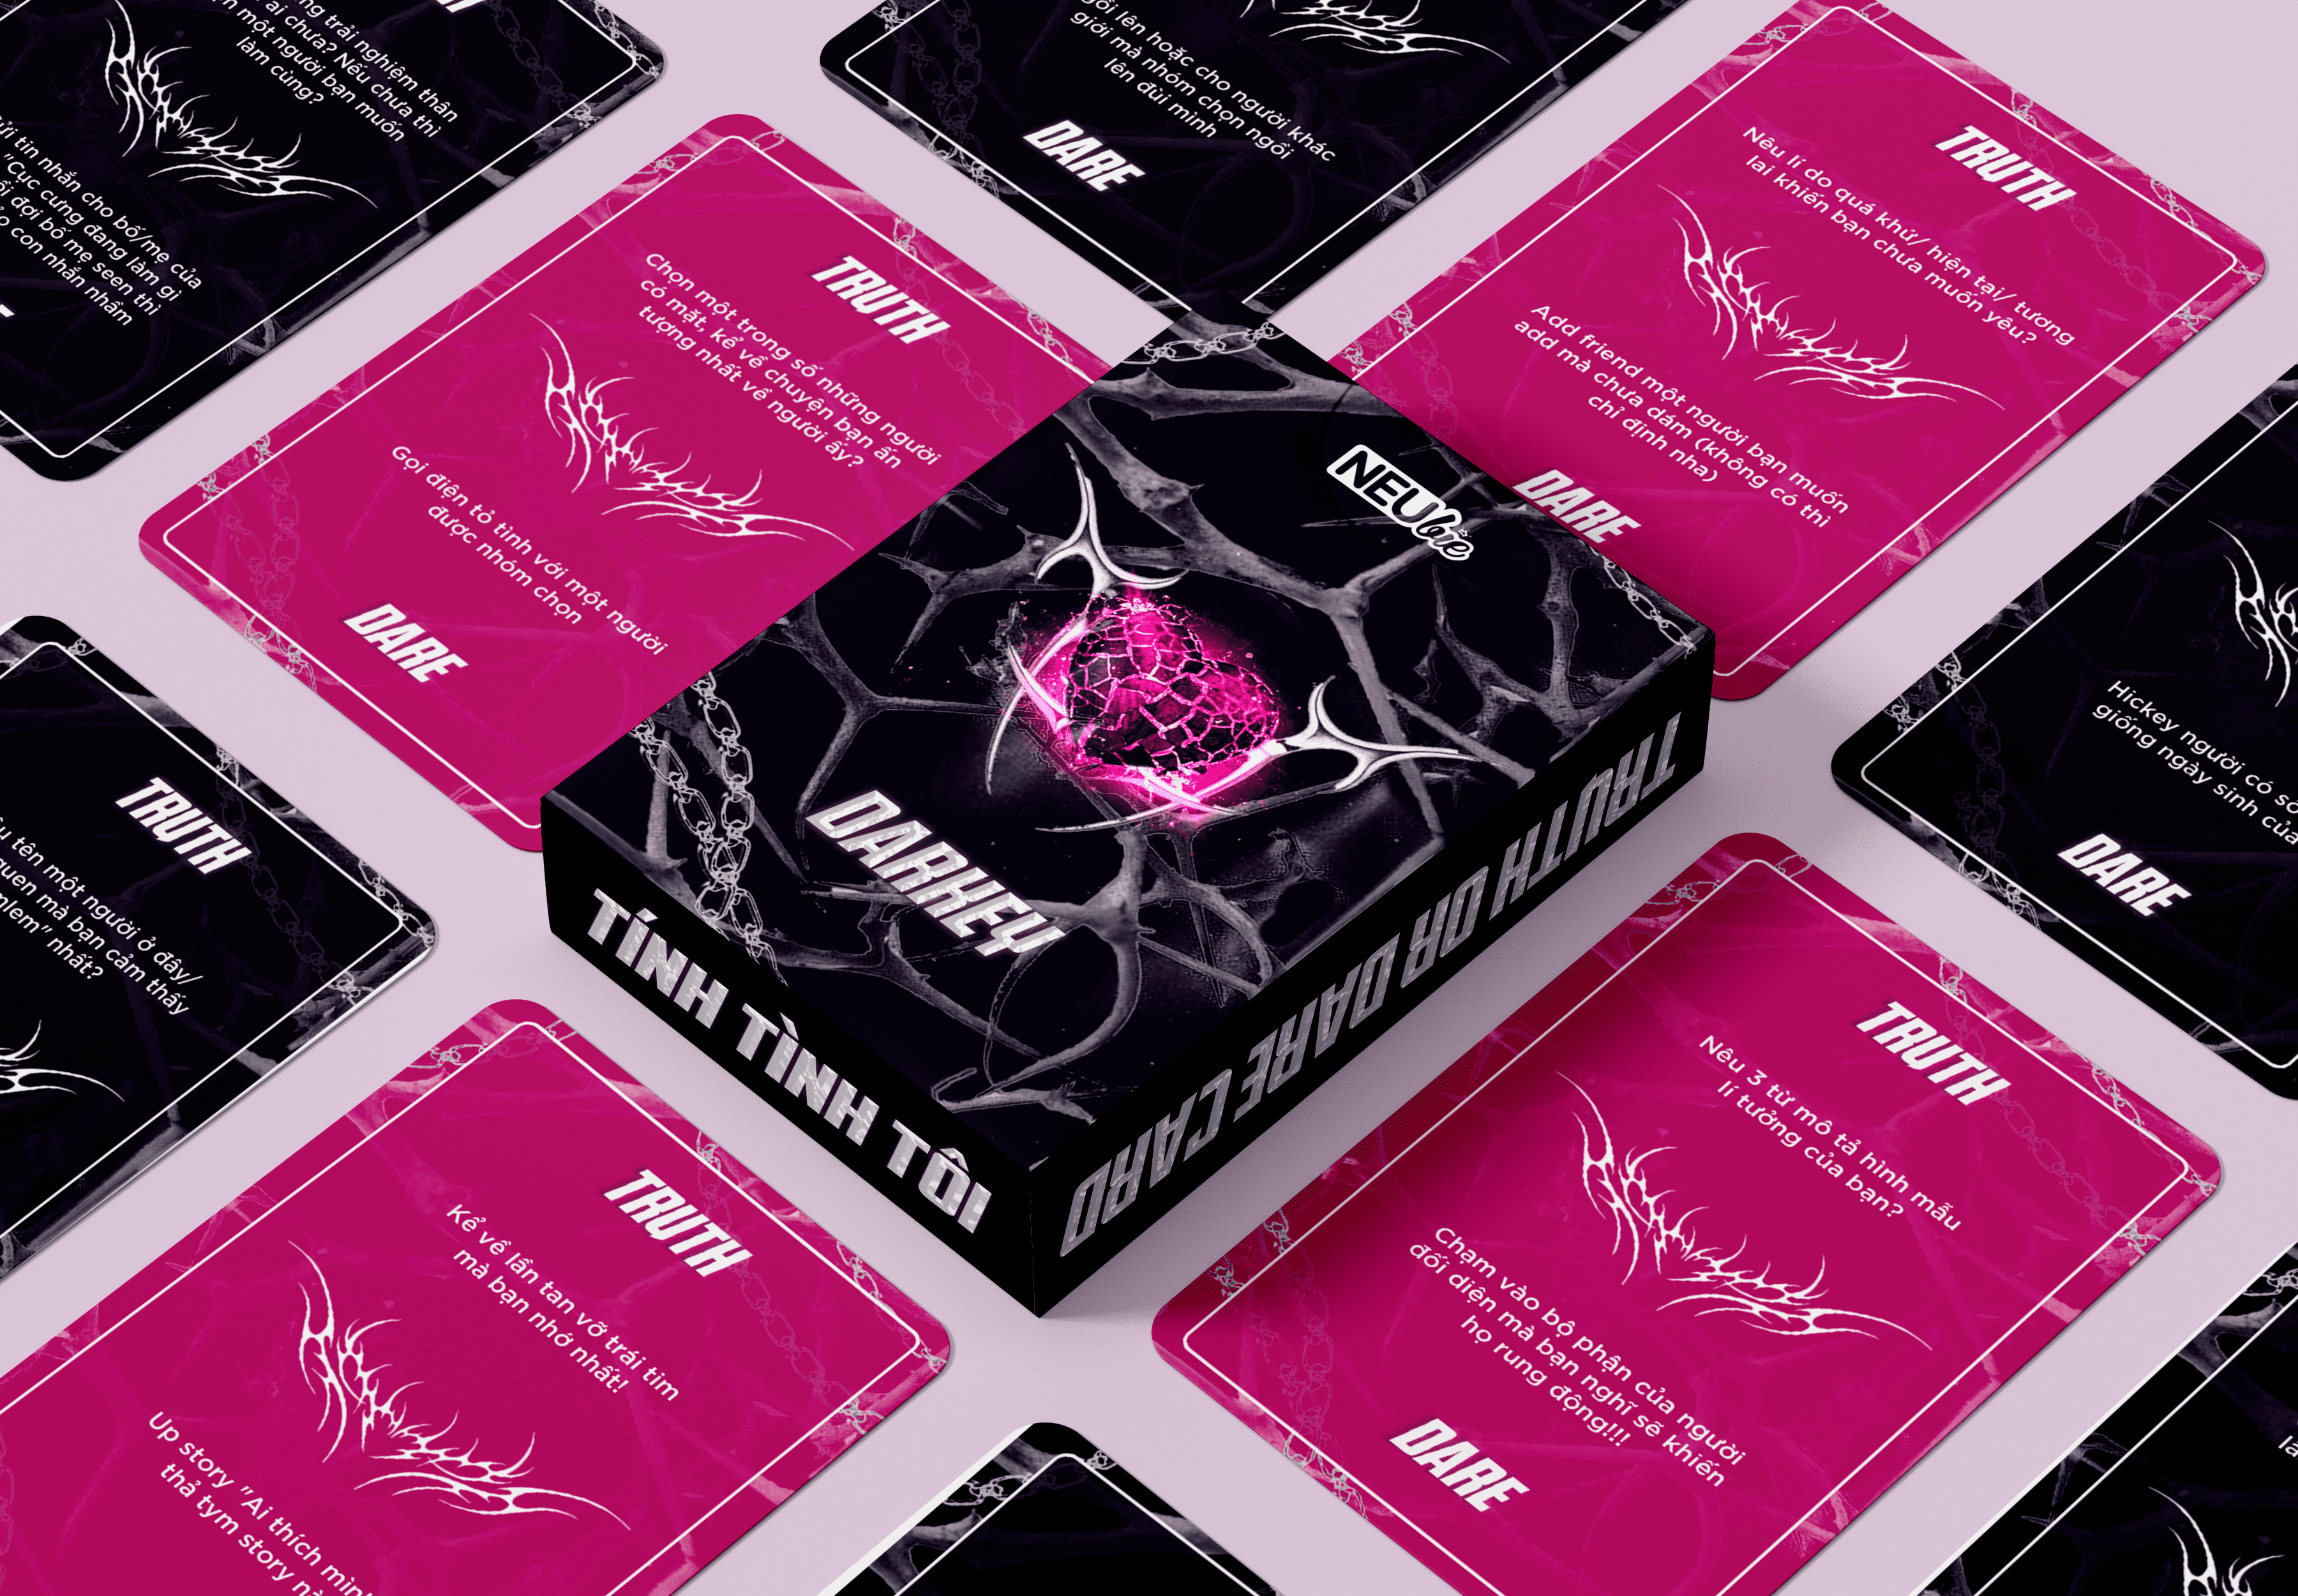 trải nghiệm thân
ai chưa? Nếu chưa thì
một người bạn muốn
làm cùng?
tin nhắn cho bố/mẹ của
"Cục cưng đang làm gì
đợi bố mẹ seen thì
con nhắn nhầm
lên hoặc cho người khác
giới mà nhóm chọn ngồi
lên đùi mình
DARE
TRUTH
Chọn một trong số những người
có mặt, kể về chuyện bạn ấn
tượng nhất về người ấy?
Gọi điện tỏ tình với một người
được nhóm chọn
DARE
TRUTH
Nêu lí do quá khứ/ hiện tại/ tương
lai khiến bạn chưa muốn yêu?
Add friend một người bạn muốn
add mà chưa dám (không có thì
chỉ định nha)
DARE
NEUbie
DARKEY
TÍNH TÌNH TÔI
TRUTH OR DARE CARD
Hickey người có số
giống ngày sinh của
DARE
TRUTH
tên một người ở đây/
quen mà bạn cảm thấy
nhất?
TRUTH
Kể về lần tan vỡ trái tim
mà bạn nhớ nhất!
Up story "Ai thích mình
thả tym story
TRUTH
Nêu 3 từ mô tả hình mẫu
lí tưởng của bạn?
Chạm vào bộ phận của người
đối diện mà bạn nghĩ sẽ khiến
họ rung động!!!
DARE